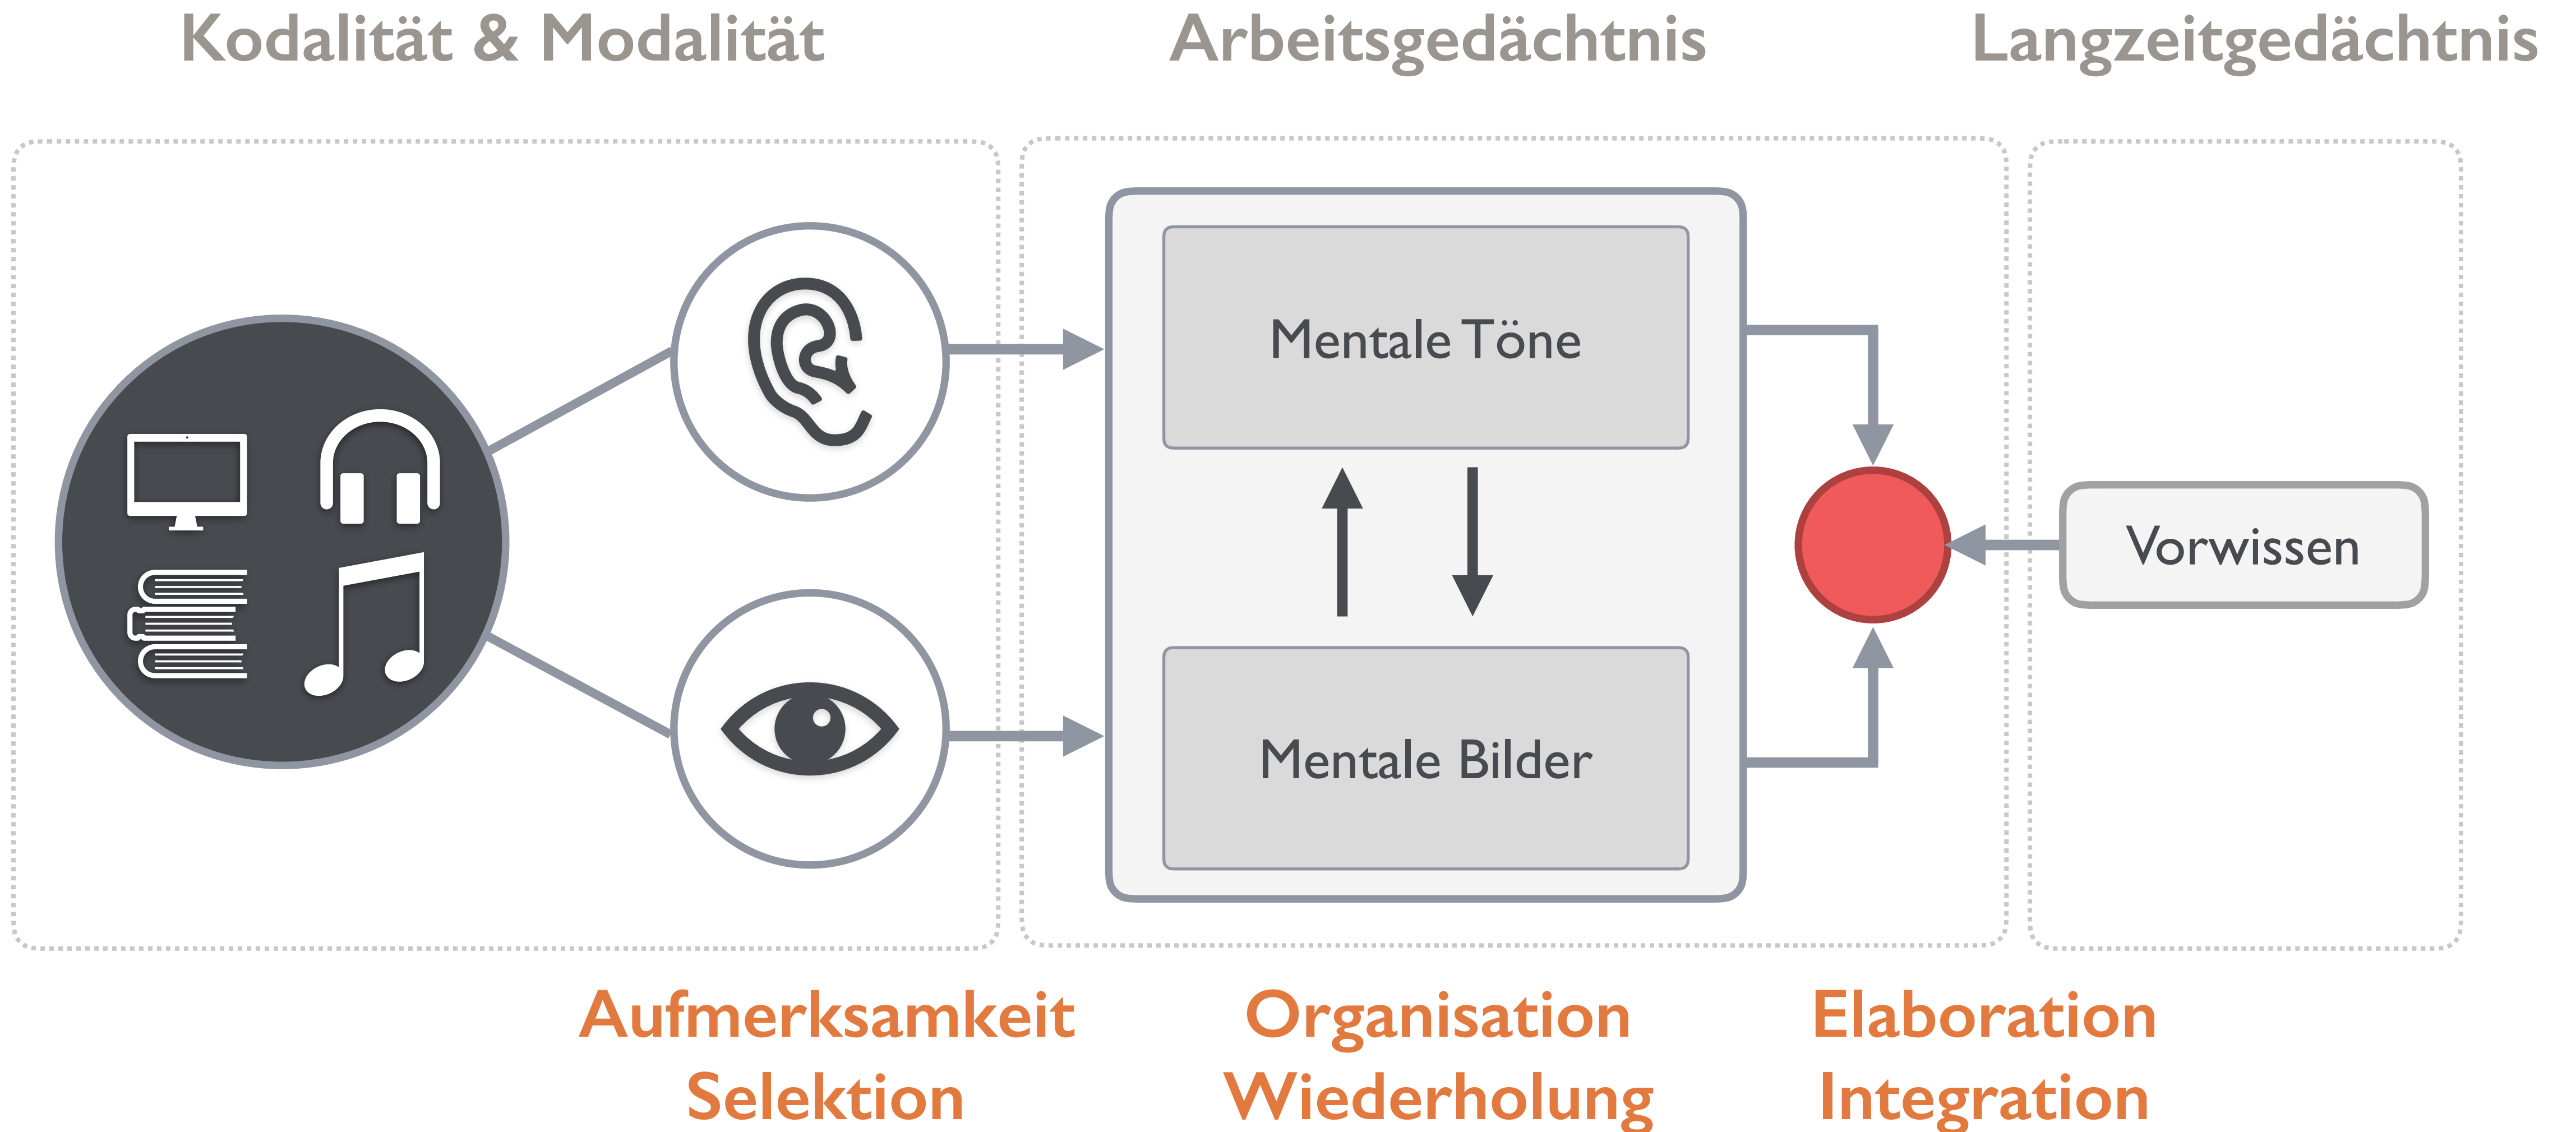 Kodalität & Modalität
Arbeitsgedächtnis
Langzeitgedächtnis
Mentale Töne
Vorwissen
Mentale Bilder
Aufmerksamkeit
Selektion
Organisation
Wiederholung
Elaboration
Integration